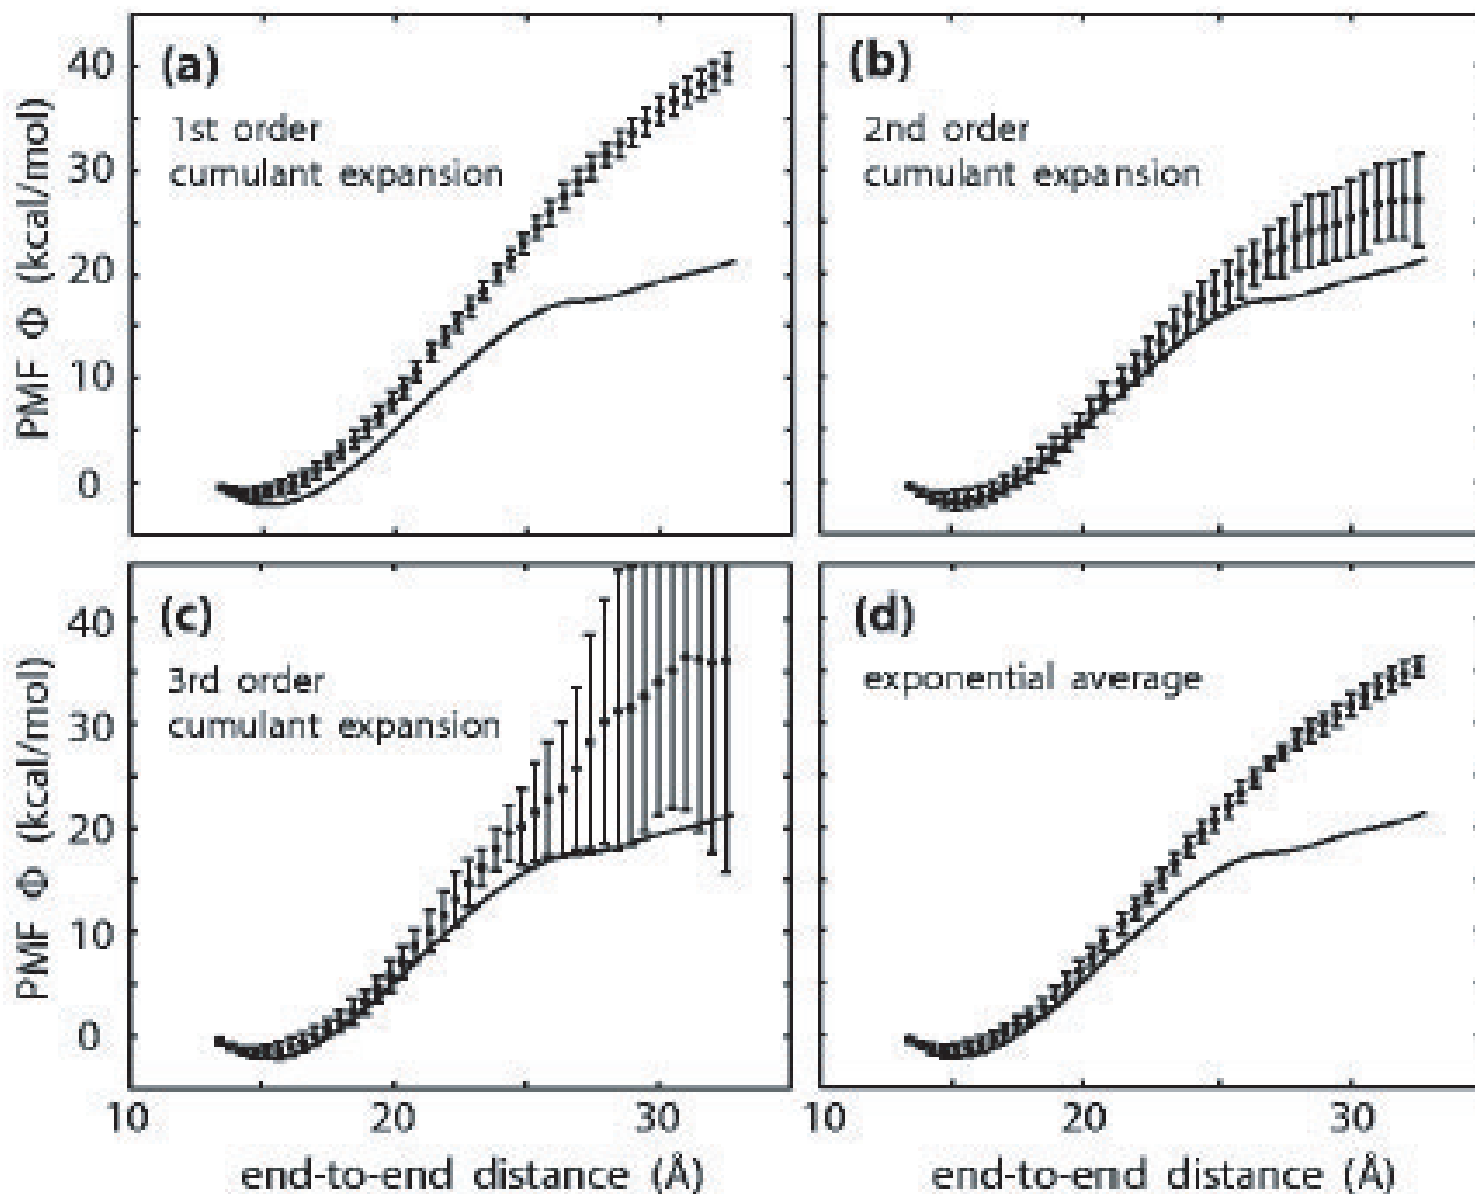 (a)
1st order
cumulant expansion
(b)
2nd order
cumulant expansion
PMF Φ (kcal/mol)
40
30
20
10
0
(c)
3rd order
cumulant expansion
(d)
exponential average
PMF Φ (kcal/mol)
40
30
20
10
0
10 20 30
10 20 30
end-to-end distance (Å)
end-to-end distance (Å)